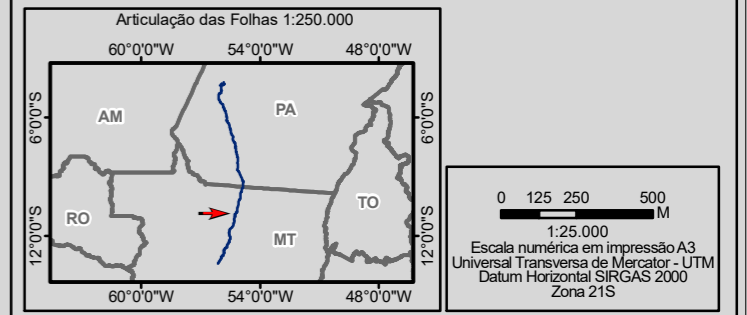 Articulação das Folhas 1:250.000
60°0'0"W 54°0'0"W 48°0'0"W
6°0'0"S
12°0'0"S
AM
PA
RO
TO
MT
6°0'0"S
12°0'0"S
60°0'0"W 54°0'0"W 48°0'0"W
0 125 250 500
M
1:25.000
Escala numérica em impressão A3
Universal Transversa de Mercator - UTM
Datum Horizontal SIRGAS 2000
Zona 21S